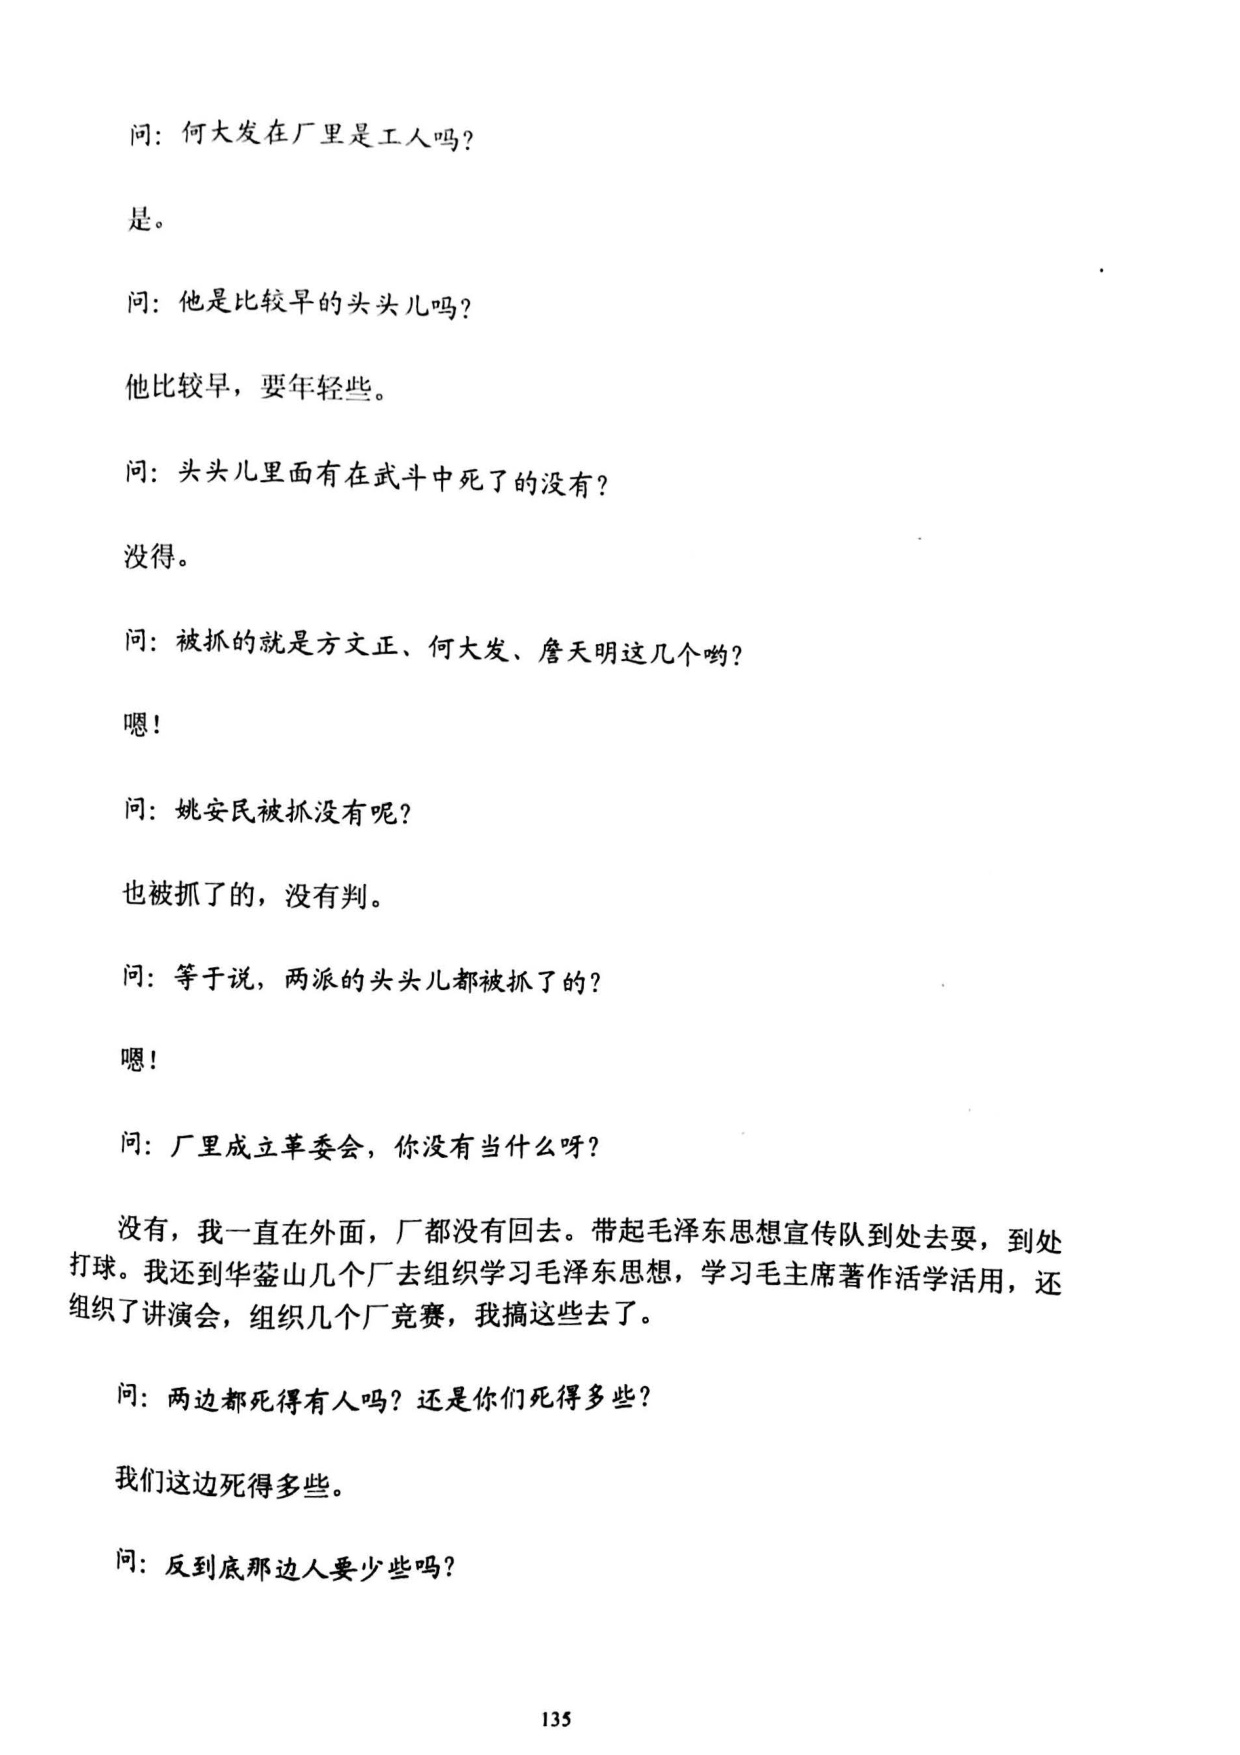 问：何大发在厂里是工人吗？
是。
问：他是比较早的头头儿吗？
他比较早，要年轻些。
问：头头儿里面有在武斗中死了的没有？
没得。
问：被抓的就是方文正、何大发、詹天明这几个哟？
嗯！
问：姚安民被抓没有呢？
也被抓了的，没有判。
问：等于说，两派的头头儿都被抓了的？
嗯！
问：厂里成立革委会，你没有当什么呀？
没有，我一直在外面，厂都没有回去。带起毛泽东思想宣传队到处去耍，到处
打球。我还到华蓥山几个厂去组织学习毛泽东思想，学习毛主席著作活学活用，还
组织了讲演会，组织几个厂竞赛，我搞这些去了。
问：两边都死得有人吗？还是你们死得多些？
我们这边死得多些。
问：反到底那边人要少些吗？
135